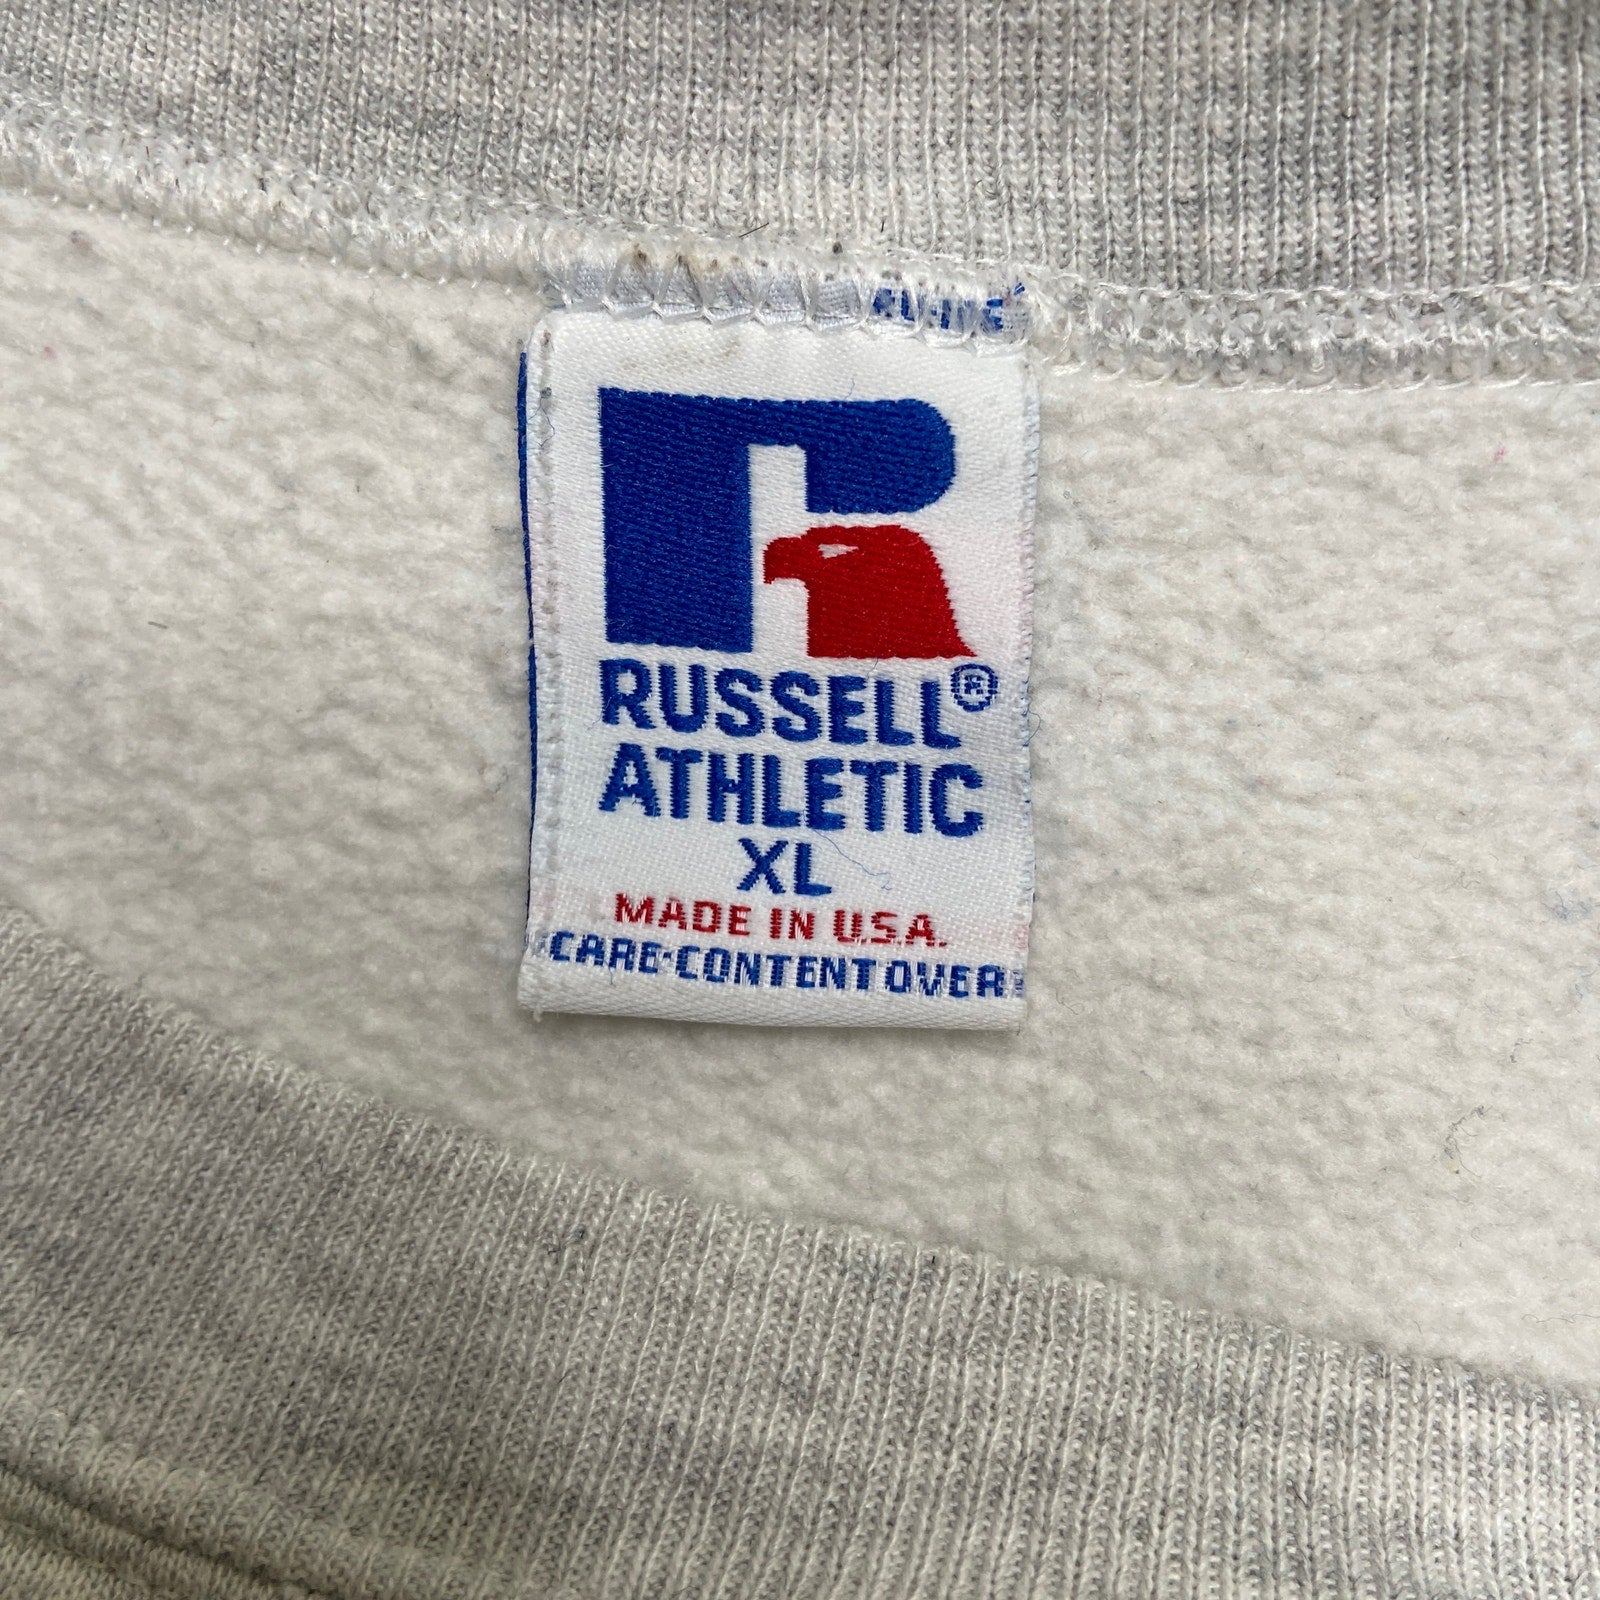 R
RUSSELL®
ATHLETIC
XL
MADE IN U.S.A.
CARE·CONTENT OVER